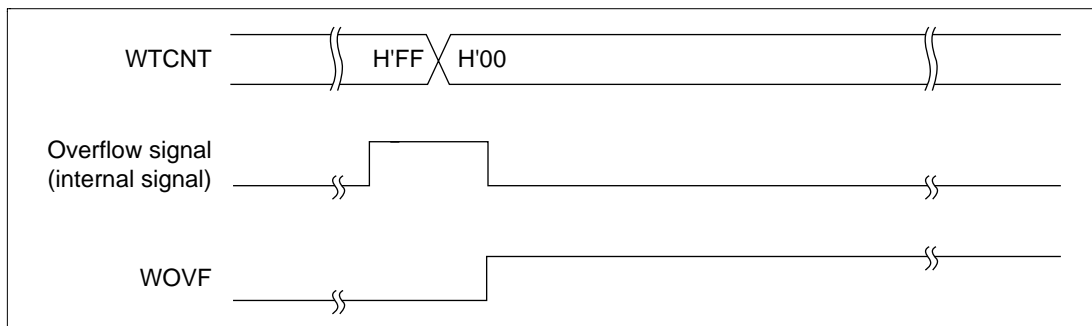 WTCNT
H'FF
H'00
Overflow signal
(internal signal)
WOVF